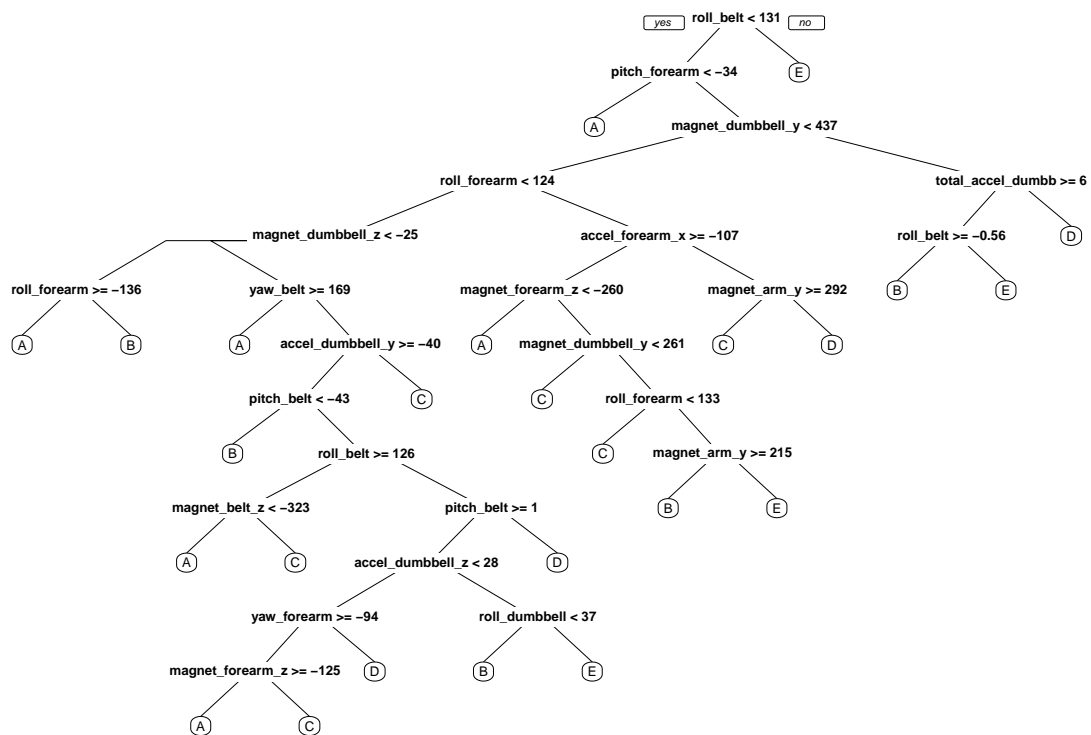 yes roll_belt < 131 no
pitch_forearm < −34 E
A magnet_dumbbell_y < 437
roll_forearm < 124 total_accel_dumbb >= 6
magnet_dumbbell_z < −25 accel_forearm_x >= −107 roll_belt >= −0.56 D
roll_forearm >= −136 yaw_belt >= 169 magnet_forearm_z < −260 magnet_arm_y >= 292 B E
A B A accel_dumbbell_y >= −40 A magnet_dumbbell_y < 261 C D
pitch_belt < −43 C C roll_forearm < 133
B roll_belt >= 126 C magnet_arm_y >= 215
magnet_belt_z < −323 pitch_belt >= 1 B E
A C accel_dumbbell_z < 28 D
yaw_forearm >= −94 roll_dumbbell < 37
magnet_forearm_z >= −125 D B E
A C